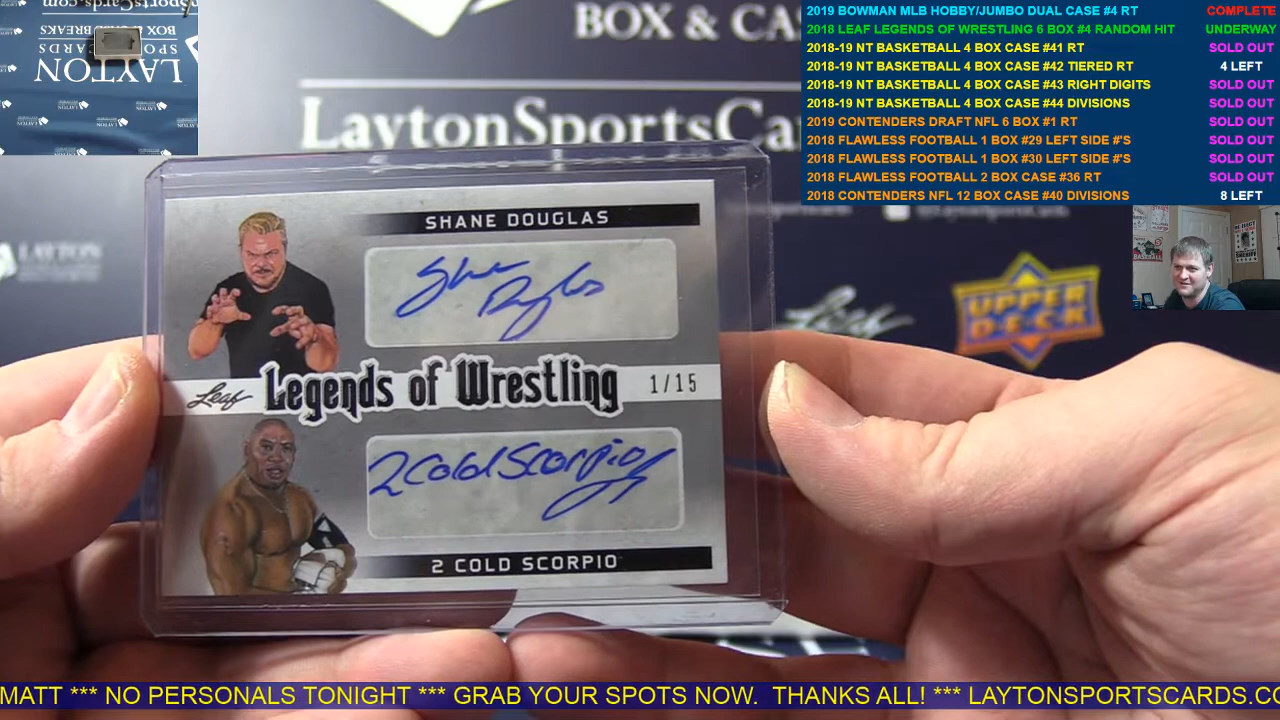 BOX & CA
LaytonSportsCa
LAYTON
SHANE DOUGLAS
Shane Douglas
Leaf
Legends of Wrestling
1/15
2 Cold Scorpio
2 COLD SCORPIO
Leaf
UPPER DECK
2019 BOWMAN MLB HOBBY/JUMBO DUAL CASE #4 RT COMPLETE
2018 LEAF LEGENDS OF WRESTLING 6 BOX #4 RANDOM HIT UNDERWAY
2018-19 NT BASKETBALL 4 BOX CASE #41 RT SOLD OUT
2018-19 NT BASKETBALL 4 BOX CASE #42 TIERED RT 4 LEFT
2018-19 NT BASKETBALL 4 BOX CASE #43 RIGHT DIGITS SOLD OUT
2018-19 NT BASKETBALL 4 BOX CASE #44 DIVISIONS SOLD OUT
2019 CONTENDERS DRAFT NFL 6 BOX #1 RT SOLD OUT
2018 FLAWLESS FOOTBALL 1 BOX #29 LEFT SIDE #'S SOLD OUT
2018 FLAWLESS FOOTBALL 1 BOX #30 LEFT SIDE #'S SOLD OUT
2018 FLAWLESS FOOTBALL 2 BOX CASE #36 RT SOLD OUT
2018 CONTENDERS NFL 12 BOX CASE #40 DIVISIONS 8 LEFT
MATT *** NO PERSONALS TONIGHT *** GRAB YOUR SPOTS NOW. THANKS ALL! *** LAYTONSPORTSCARDS.CO